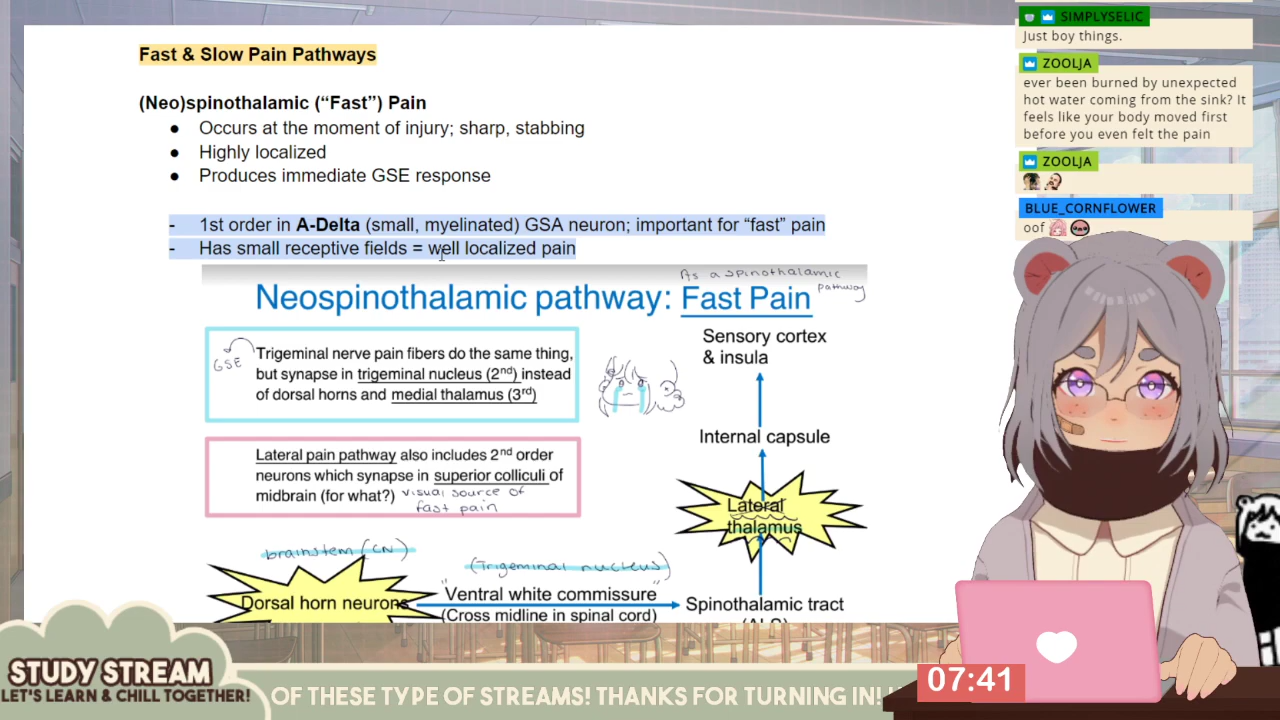 Fast & Slow Pain Pathways
(Neo)spinothalamic (“Fast”) Pain
● Occurs at the moment of injury; sharp, stabbing
● Highly localized
● Produces immediate GSE response
- 1st order in A-Delta (small, myelinated) GSA neuron; important for “fast” pain
- Has small receptive fields = well localized pain
As a spinothalamic
pathway
Neospinothalamic pathway: Fast Pain
GSE
Trigeminal nerve pain fibers do the same thing,
but synapse in trigeminal nucleus (2nd) instead
of dorsal horns and medial thalamus (3rd)
Lateral pain pathway also includes 2nd order
neurons which synapse in superior colliculi of
midbrain (for what?) visual source of
fast pain
Sensory cortex
& insula
Internal capsule
Lateral
thalamus
brainstem (CN)
(Trigeminal nucleus)
Dorsal horn neurons
"Ventral white commissure"
(Cross midline in spinal cord)
Spinothalamic tract
(ALS)
SIMPLYSELIC
Just boy things.
ZOOLJA
ever been burned by unexpected
hot water coming from the sink? It
feels like your body moved first
before you even felt the pain
ZOOLJA
BLUE_CORNFLOWER
oof
STUDY STREAM
LET'S LEARN & CHILL TOGETHER!
OF THESE TYPE OF STREAMS! THANKS FOR TURNING IN!
07:41